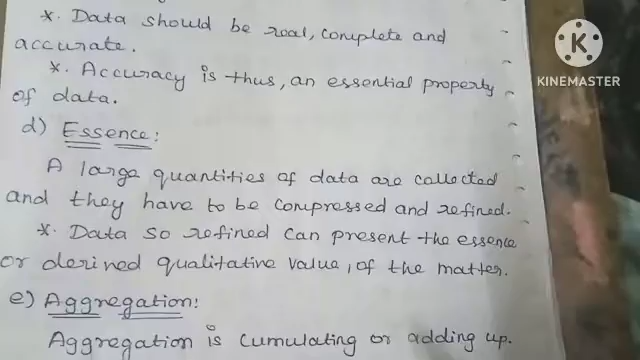 *. Data should be real, complete and
accurate.
*. Accuracy is thus, an essential property
of data.
d) Essence:
A large quantities of data are collected
and they have to be compressed and refined.
*. Data so refined can present the essence
or derined qualitative value, of the matter.
e) Aggregation:
Aggregation is cumulating or adding up.
K
KINEMASTER